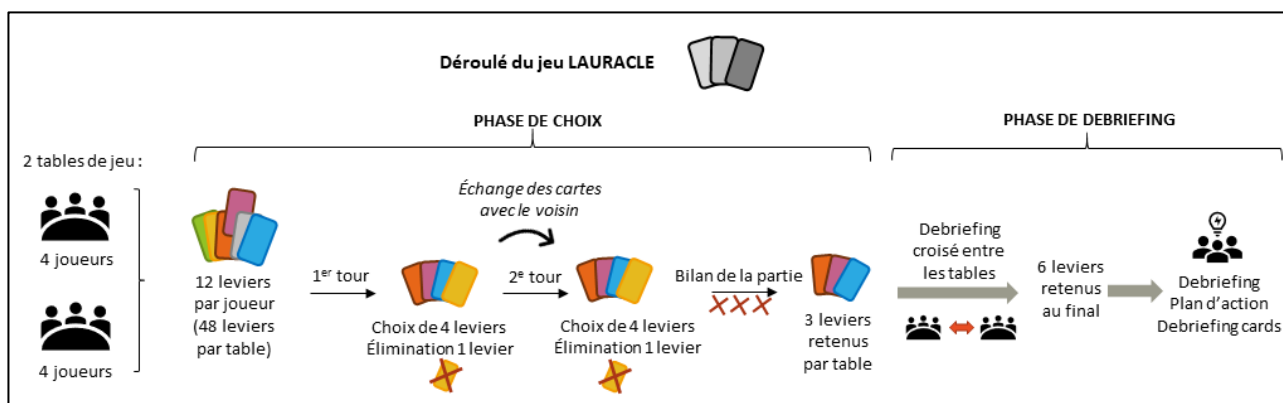 Déroulé du jeu LAURACLE
PHASE DE CHOIX
PHASE DE DEBRIEFING
2 tables de jeu :
4 joueurs
4 joueurs
12 leviers
par joueur
(48 leviers
par table)
1er tour
Choix de 4 leviers
Élimination 1 levier
Échange des cartes
avec le voisin
2e tour
Choix de 4 leviers
Élimination 1 levier
Bilan de la partie
3 leviers
retenus
par table
Debriefing
croisé entre
les tables
6 leviers
retenus
au final
Debriefing
Plan d'action
Debriefing cards